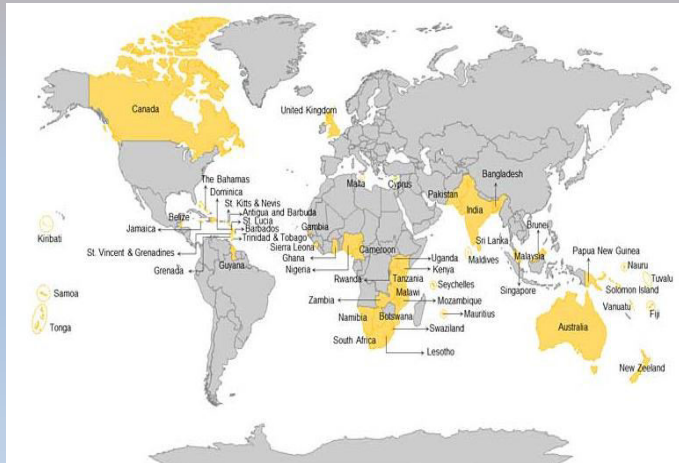 Canada
United Kingdom
The Bahamas
Dominica
St. Kitts & Nevis
Antigua and Barbuda
St. Lucia
Barbados
Trinidad & Tobago
Belize
Jamaica
St. Vincent & Grenadines
Grenada
Guyana
Kiribati
Samoa
Tonga
Malta
Cyprus
Gambia
Sierra Leona
Ghana
Nigeria
Cameroon
Rwanda
Uganda
Kenya
Tanzania
Malawi
Zambia
Mozambique
Namibia
Botswana
Swaziland
South Africa
Lesotho
Seychelles
Mauritius
Pakistan
India
Bangladesh
Sri Lanka
Maldives
Brunei
Malaysia
Singapore
Papua New Guinea
Nauru
Tuvalu
Solomon Island
Vanuatu
Fiji
Australia
New Zeeland